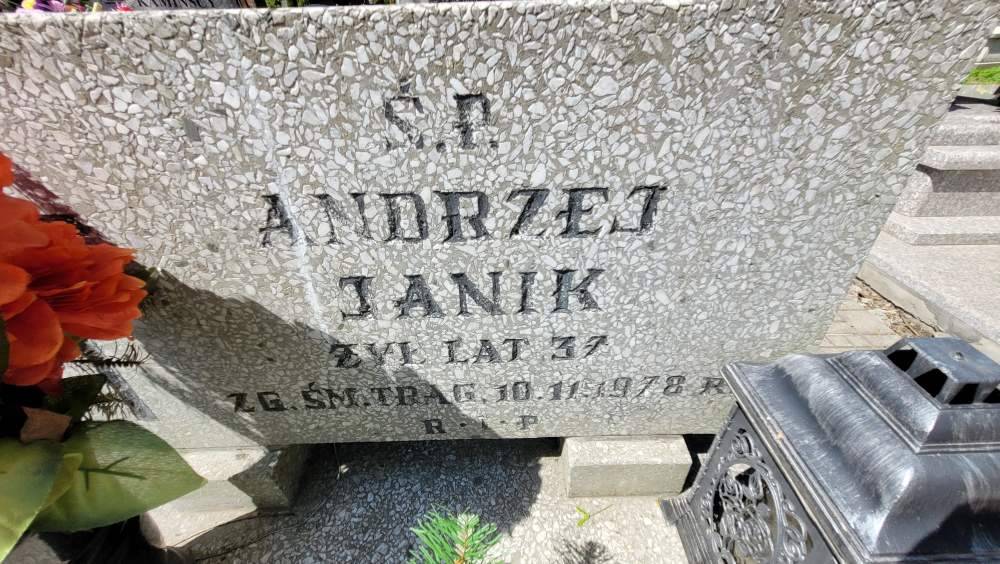 Ś.P.
ANDRZEJ
JANIK
ŻYŁ LAT 37
ZG. ŚM. TRAG. 10.11.1978 R
R.I.P